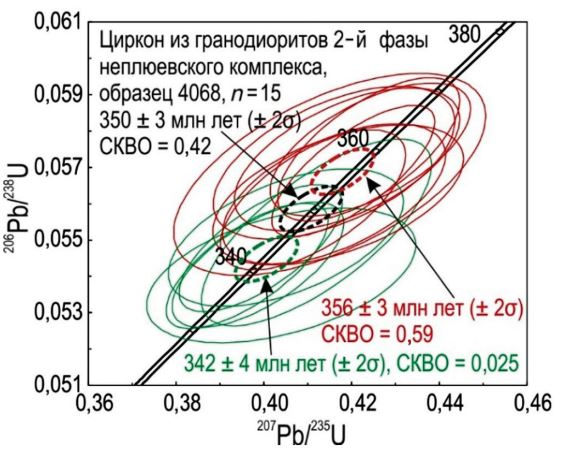 0,061
0,059
0,057
0,055
0,053
0,051
²⁰⁶Pb/²³⁸U
Циркон из гранодиоритов 2-й фазы
неплюевского комплекса,
образец 4068, n=15
350 ± 3 млн лет (± 2σ)
СКВО = 0,42
380
360
340
356 ± 3 млн лет (± 2σ)
СКВО = 0,59
342 ± 4 млн лет (± 2σ), СКВО = 0,025
0,36 0,38 0,40 0,42 0,44 0,46
²⁰⁷Pb/²³⁵U